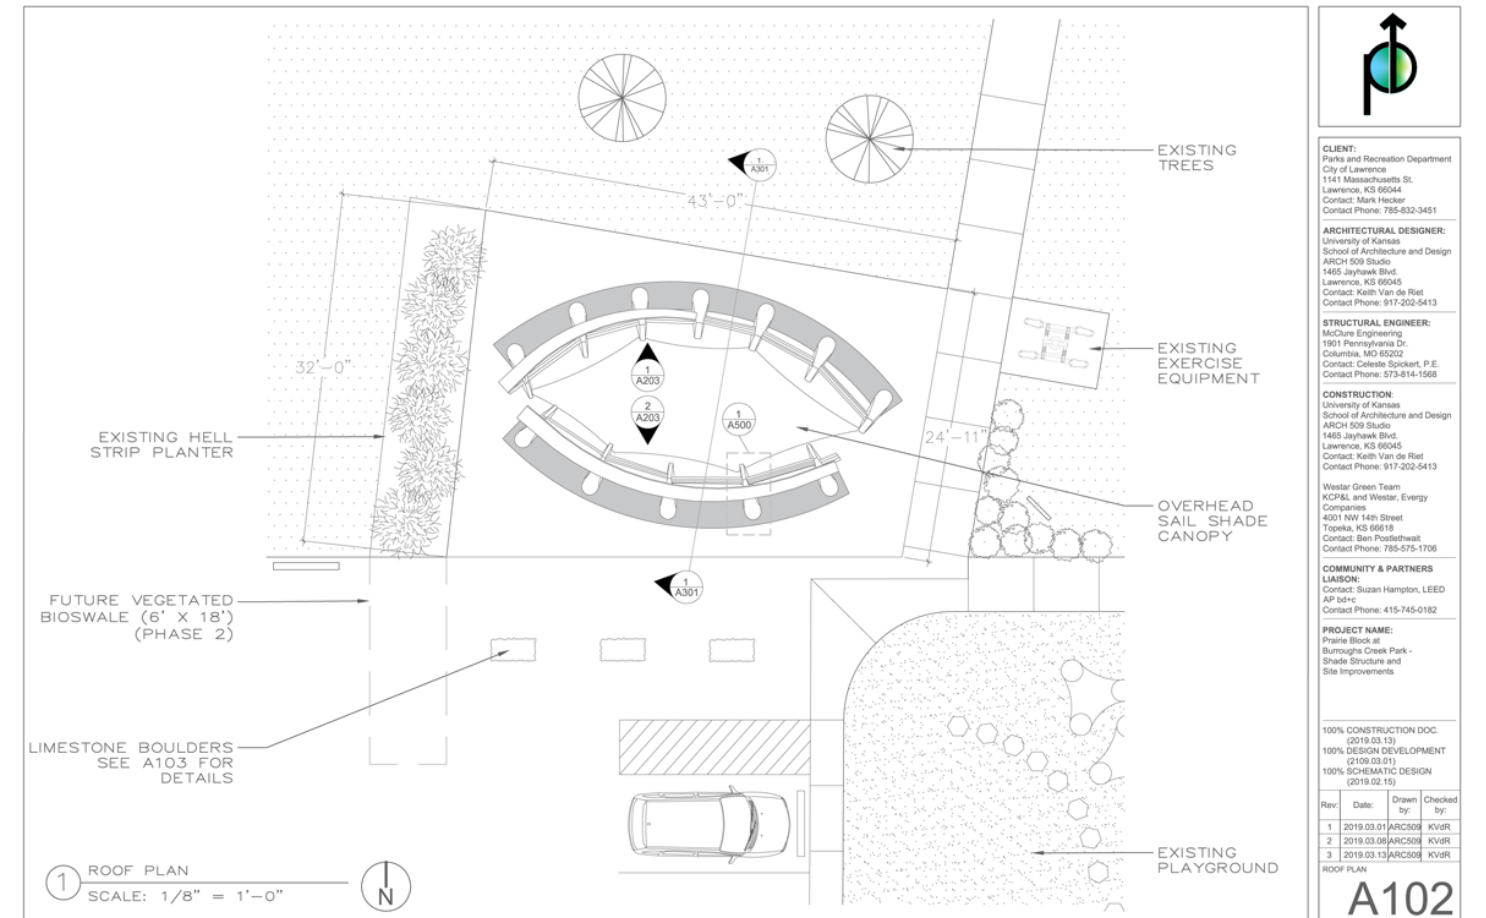 EXISTING
TREES
1
A301
43'-0"
32'-0"
EXISTING
EXERCISE
EQUIPMENT
1
A203
2
A203
1
A500
24'-11"
EXISTING HELL
STRIP PLANTER
OVERHEAD
SAIL SHADE
CANOPY
1
A301
FUTURE VEGETATED
BIOSWALE (6' X 18')
(PHASE 2)
LIMESTONE BOULDERS
SEE A103 FOR
DETAILS
EXISTING
PLAYGROUND
1
ROOF PLAN
SCALE: 1/8" = 1'-0"
N
CLIENT:
Parks and Recreation Department
City of Lawrence
1141 Massachusetts St.
Lawrence, KS 66044
Contact: Mark Hecker
Contact Phone: 785-832-3451
ARCHITECTURAL DESIGNER:
University of Kansas
School of Architecture and Design
ARCH 509 Studio
1465 Jayhawk Blvd.
Lawrence, KS 66045
Contact: Keith Van de Riet
Contact Phone: 917-202-5413
STRUCTURAL ENGINEER:
McClure Engineering
1901 Pennsylvania Dr.
Columbia, MO 65202
Contact: Celeste Spickert, P.E.
Contact Phone: 573-814-1568
CONSTRUCTION:
University of Kansas
School of Architecture and Design
ARCH 509 Studio
1465 Jayhawk Blvd.
Lawrence, KS 66045
Contact: Keith Van de Riet
Contact Phone: 917-202-5413
Westar Green Team
KCP&L and Westar, Evergy
Companies
4001 NW 14th Street
Topeka, KS 66618
Contact: Ben Postlethwait
Contact Phone: 785-575-1706
COMMUNITY & PARTNERS
LIAISON:
Contact: Suzan Hampton, LEED
AP bd+c
Contact Phone: 415-745-0182
PROJECT NAME:
Prairie Block at
Burroughs Creek Park -
Shade Structure and
Site Improvements
100% CONSTRUCTION DOC.
(2019.03.13)
100% DESIGN DEVELOPMENT
(2109.03.01)
100% SCHEMATIC DESIGN
(2019.02.15)
Rev: Date: Drawn by: Checked by:
1 2019.03.01 ARC509 KVdR
2 2019.03.08 ARC509 KVdR
3 2019.03.13 ARC509 KVdR
ROOF PLAN
A102